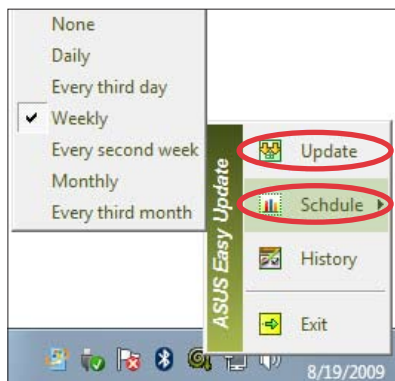 None
Daily
Every third day
Weekly
Every second week
Monthly
Every third month
ASUS Easy Update
Update
Schdule
History
Exit
8/19/2009